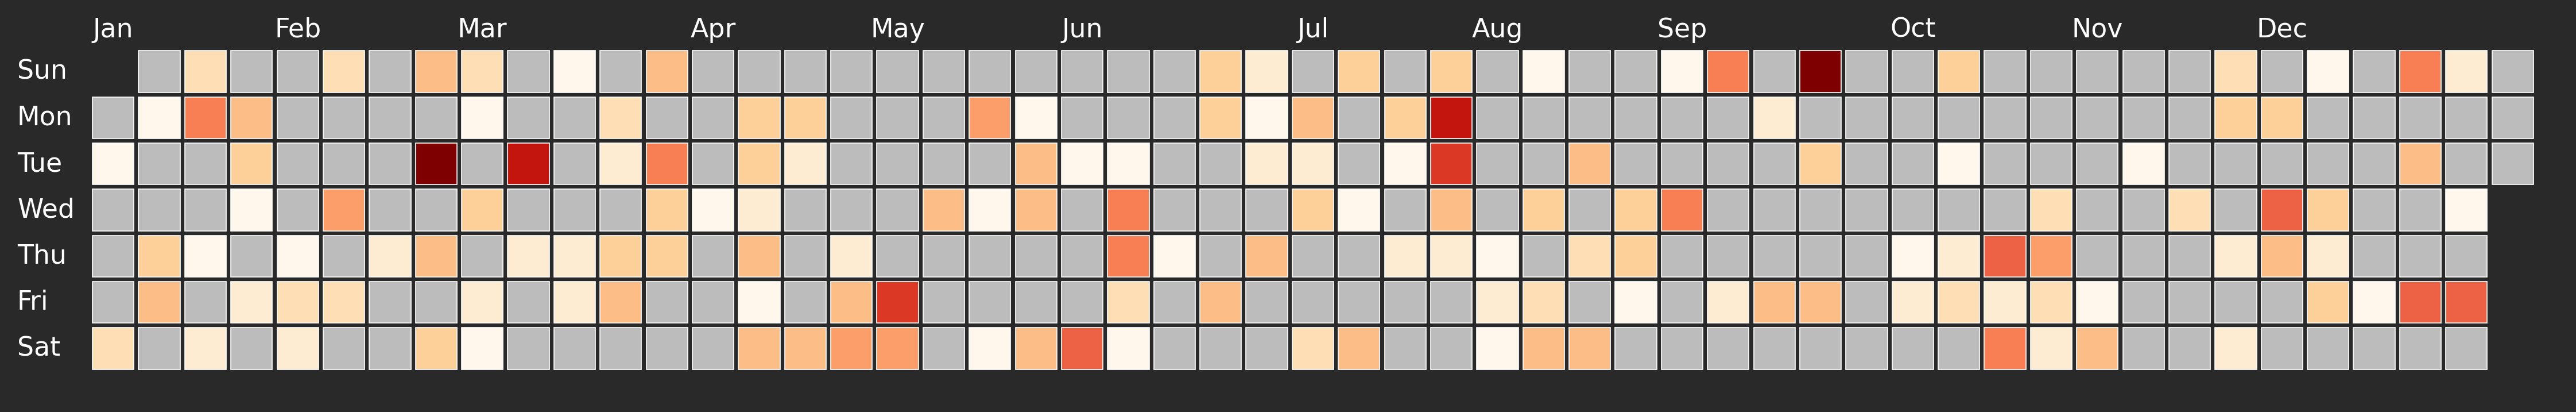 Jan Feb Mar Apr May Jun Jul Aug Sep Oct Nov Dec
Sun
Mon
Tue
Wed
Thu
Fri
Sat